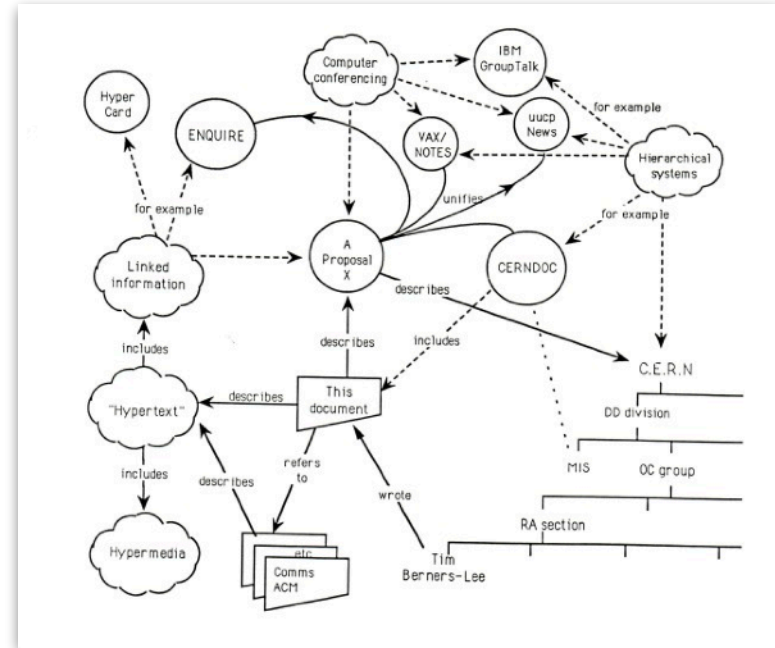 IBM
GroupTalk
Computer
conferencing
Hyper
Card
for example
uucp
News
ENQUIRE
VAX/
NOTES
Hierarchical
systems
unifies
for example
for example
A
Proposal
X
Linked
information
CERNDOC
describes
includes
describes
includes
C.E.R.N
This
document
describes
"Hypertext"
DD division
refers
to
MIS
OC group
includes
describes
wrote
RA section
Hypermedia
etc
Tim
Berners-Lee
Comms
ACM